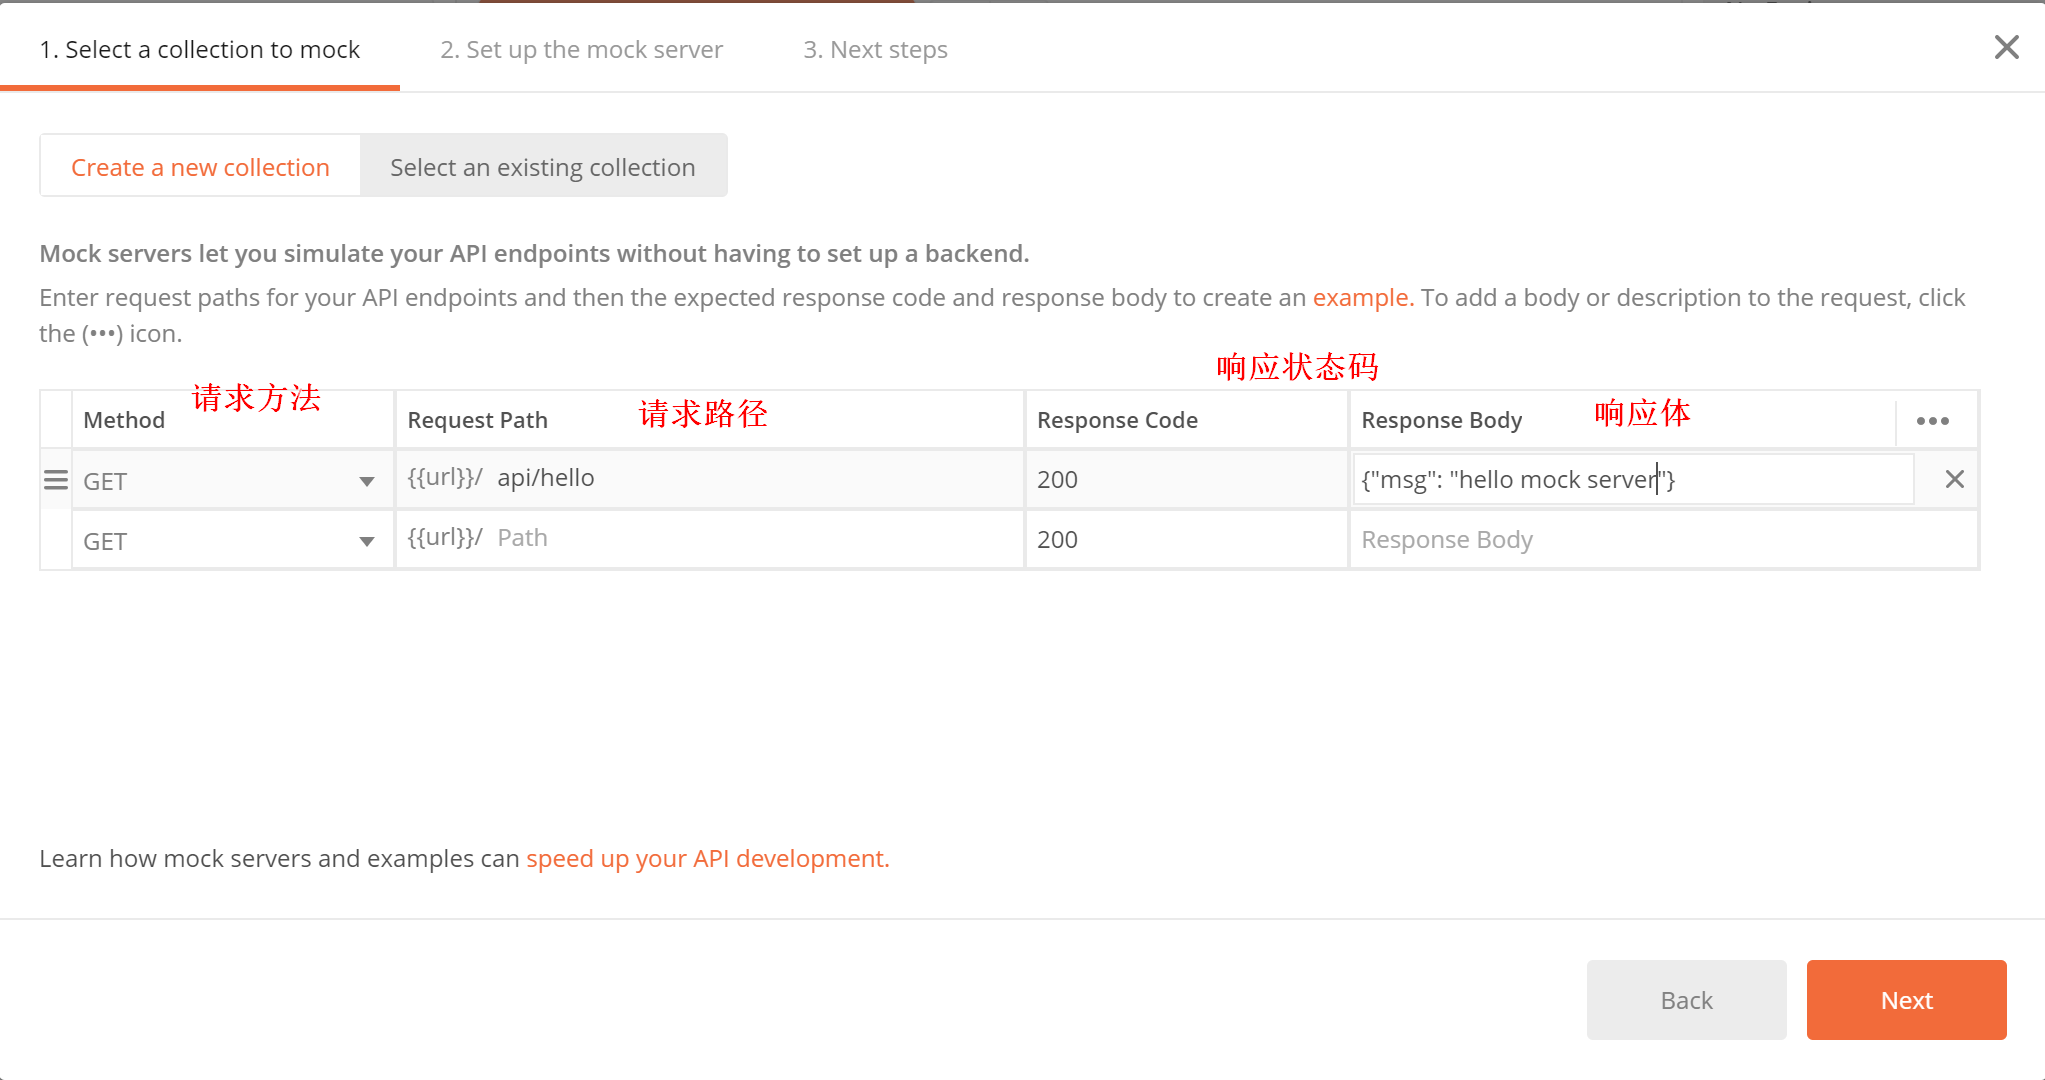 1. Select a collection to mock
2. Set up the mock server
3. Next steps
Create a new collection
Select an existing collection
Mock servers let you simulate your API endpoints without having to set up a backend.
Enter request paths for your API endpoints and then the expected response code and response body to create an example. To add a body or description to the request, click
the (•••) icon.
响应状态码
请求方法
请求路径
响应体
Method
Request Path
Response Code
Response Body
•••
GET
{{url}}/ api/hello
200
{"msg": "hello mock server"}
GET
{{url}}/ Path
200
Response Body
Learn how mock servers and examples can speed up your API development.
Back
Next